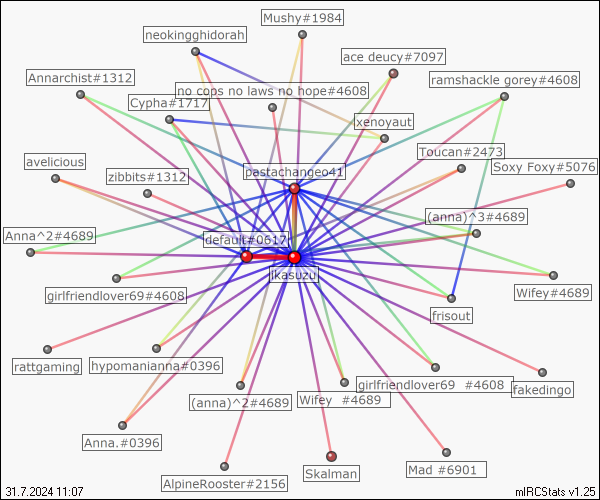 Mushy#1984
neokingghidorah
ace deucy#7097
Annarchist#1312
ramshackle gorey#4608
no cops no laws no hope#4608
Cypha#1717
xenoyaut
Toucan#2473
avelicious
Soxy Foxy#5076
pastachangeo41
zibbits#1312
(anna)^3#4689
Anna^2#4689
default#0617
jikasuzu
girlfriendlover69#4608
Wifey#4689
frisout
rattgaming
hypomanianna#0396
girlfriendlover69 #4608
fakedingo
(anna)^2#4689
Wifey #4689
Anna.#0396
Skalman
Mad #6901
AlpineRooster#2156
31.7.2024 11:07
mIRCStats v1.25